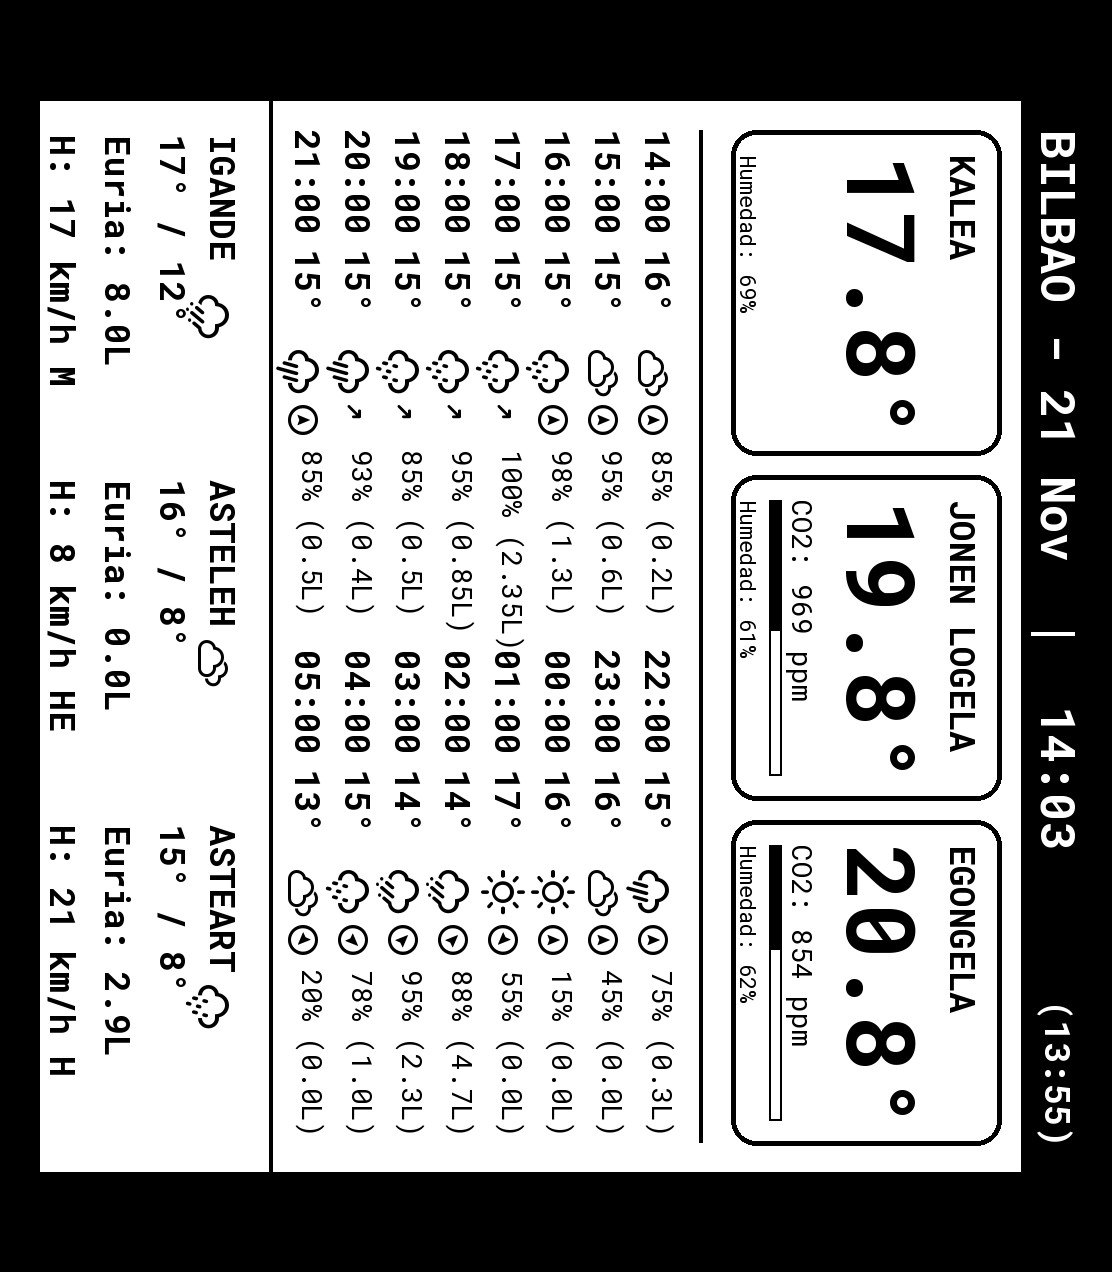 BILBAO - 21 Nov | 14:03 (13:55)
KALEA
17.8°
Humedad: 69%
JONEN LOGELA
19.8°
CO2: 969 ppm
Humedad: 61%
EGONGELA
20.8°
CO2: 854 ppm
Humedad: 62%
14:00 16° 85% (0.2L)
15:00 15° 95% (0.6L)
16:00 15° 98% (1.3L)
17:00 15° 100% (2.35L)
18:00 15° 95% (0.85L)
19:00 15° 85% (0.5L)
20:00 15° 93% (0.4L)
21:00 15° 85% (0.5L)
22:00 15° 75% (0.3L)
23:00 16° 45% (0.0L)
00:00 16° 15% (0.0L)
01:00 17° 55% (0.0L)
02:00 14° 88% (4.7L)
03:00 14° 95% (2.3L)
04:00 15° 78% (1.0L)
05:00 13° 20% (0.0L)
IGANDE
17° / 12°
Euria: 8.0L
H: 17 km/h M
ASTELEH
16° / 8°
Euria: 0.0L
H: 8 km/h HE
ASTEART
15° / 8°
Euria: 2.9L
H: 21 km/h H